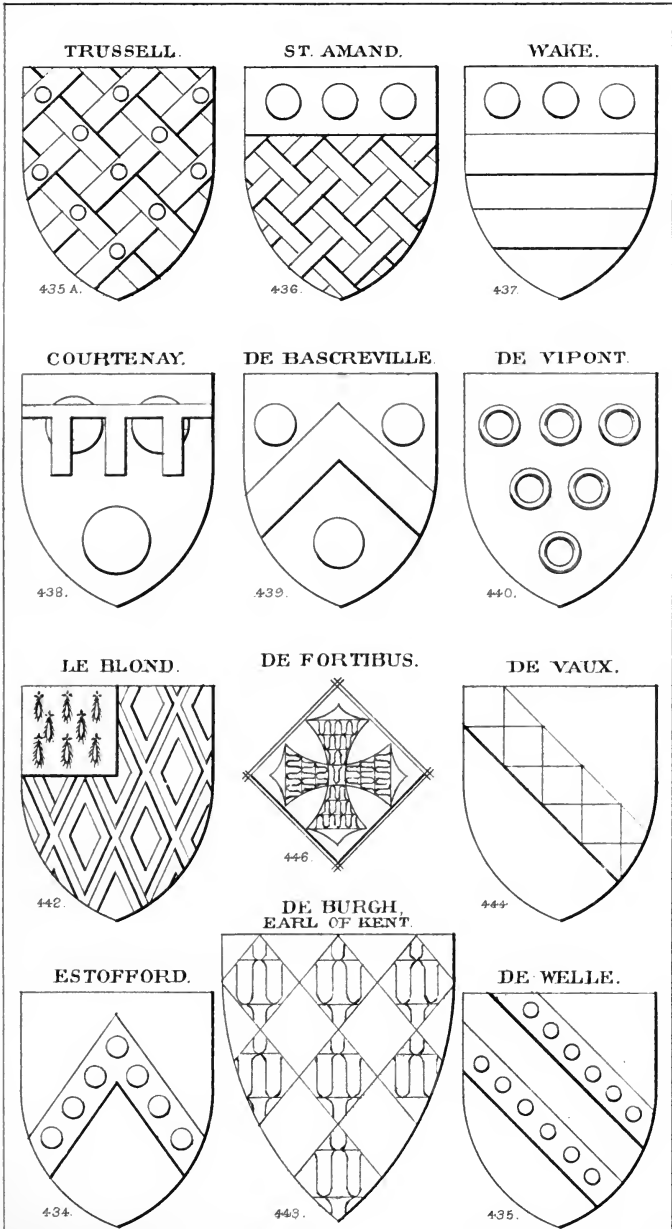 TRUSSELL.
ST. AMAND.
WAKE.
435 A.
436.
437.
COURTENAY.
DE BASCREVILLE
DE VIPONT.
438.
439.
440.
LE BLOND.
DE FORTIBUS.
DE VAUX.
442.
446.
444
ESTOFFORD.
DE BURGH,
EARL OF KENT.
DE WELLE.
434.
443.
435.